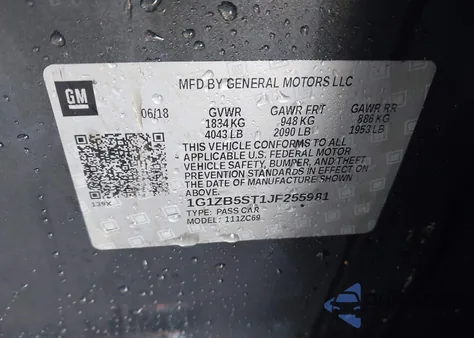 MFD BY GENERAL MOTORS LLC
GM
06/18 GVWR GAWR FRT GAWR RR
1834 KG 948 KG 886 KG
4043 LB 2090 LB 1953 LB
THIS VEHICLE CONFORMS TO ALL
APPLICABLE U.S. FEDERAL MOTOR
VEHICLE SAFETY, BUMPER, AND THEFT
PREVENTION STANDARDS IN EFFECT ON
THE DATE OF MANUFACTURE SHOWN
ABOVE.
1G1ZB5ST1JF255981
TYPE: PASS CAR
MODEL: 111ZC69
139X